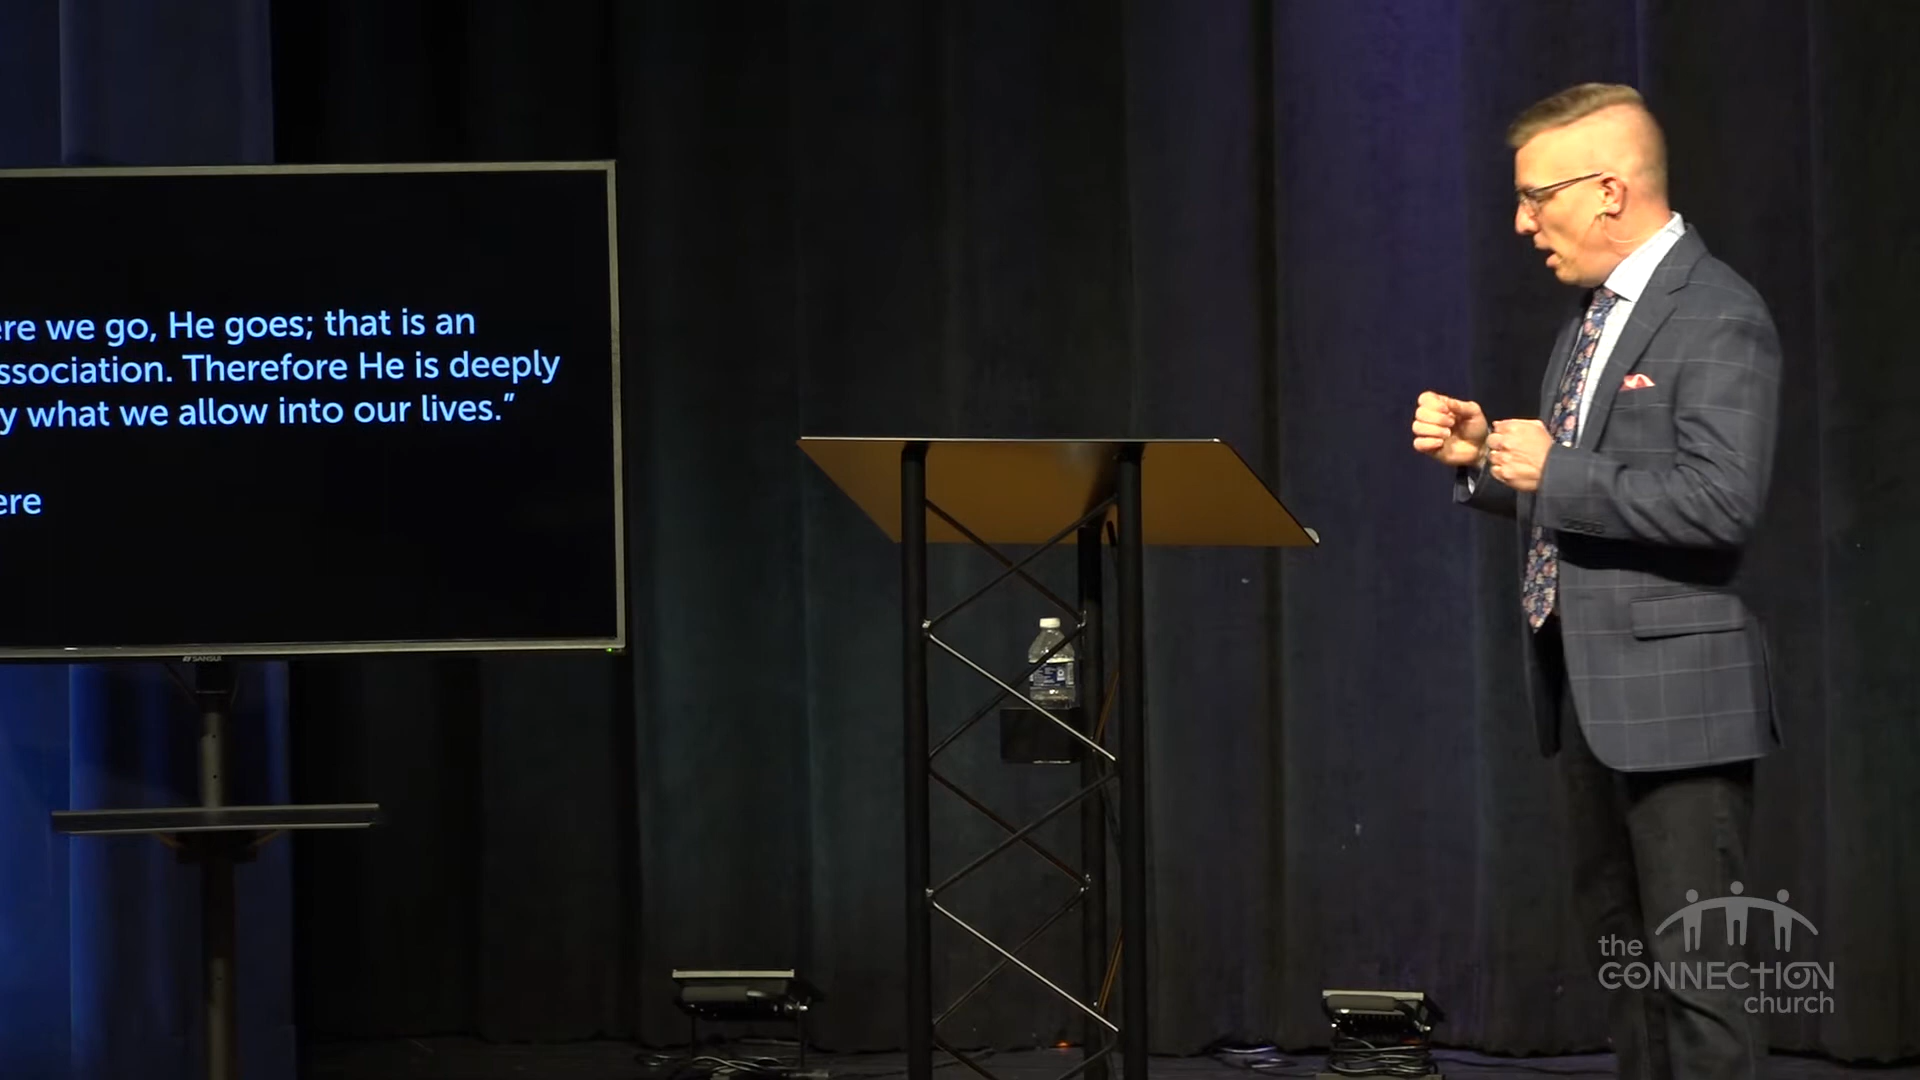 ere we go, He goes; that is an
ssociation. Therefore He is deeply
y what we allow into our lives.”
ere
SANSUI
the
CONNECTION
church